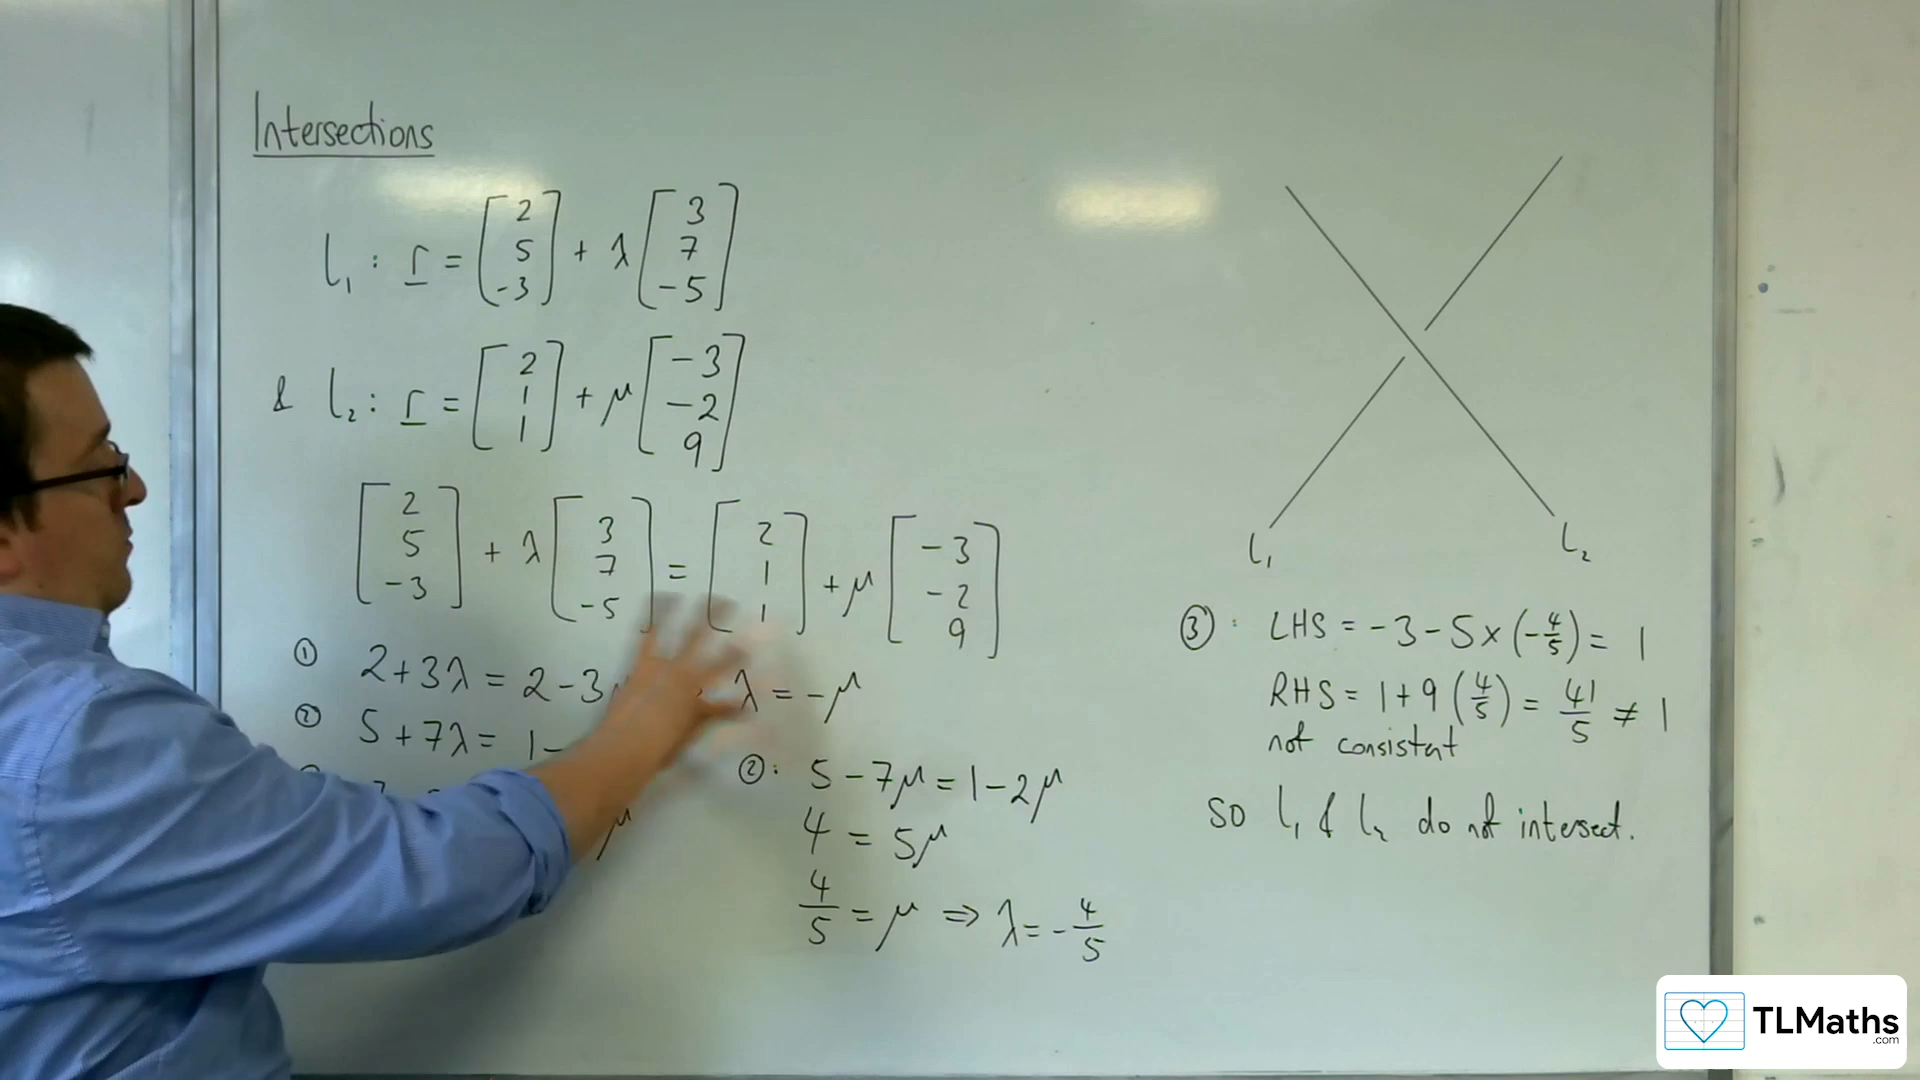 Intersections
l₁ : r = [2 5 -3] + λ [3 7 -5]
& l₂ : r = [2 1 1] + μ [-3 -2 9]
[2 5 -3] + λ [3 7 -5] = [2 1 1] + μ [-3 -2 9]
① 2+3λ = 2-3 λ = -μ
② 5+7λ = 1-
μ
②: 5-7μ = 1-2μ
4 = 5μ
4/5 = μ ⇒ λ = -4/5
l₁ l₂
③: LHS = -3-5×(-4/5) = 1
RHS = 1+9(4/5) = 41/5 ≠ 1
not consistent
so l₁ & l₂ do not intersect.
TLMaths
.com